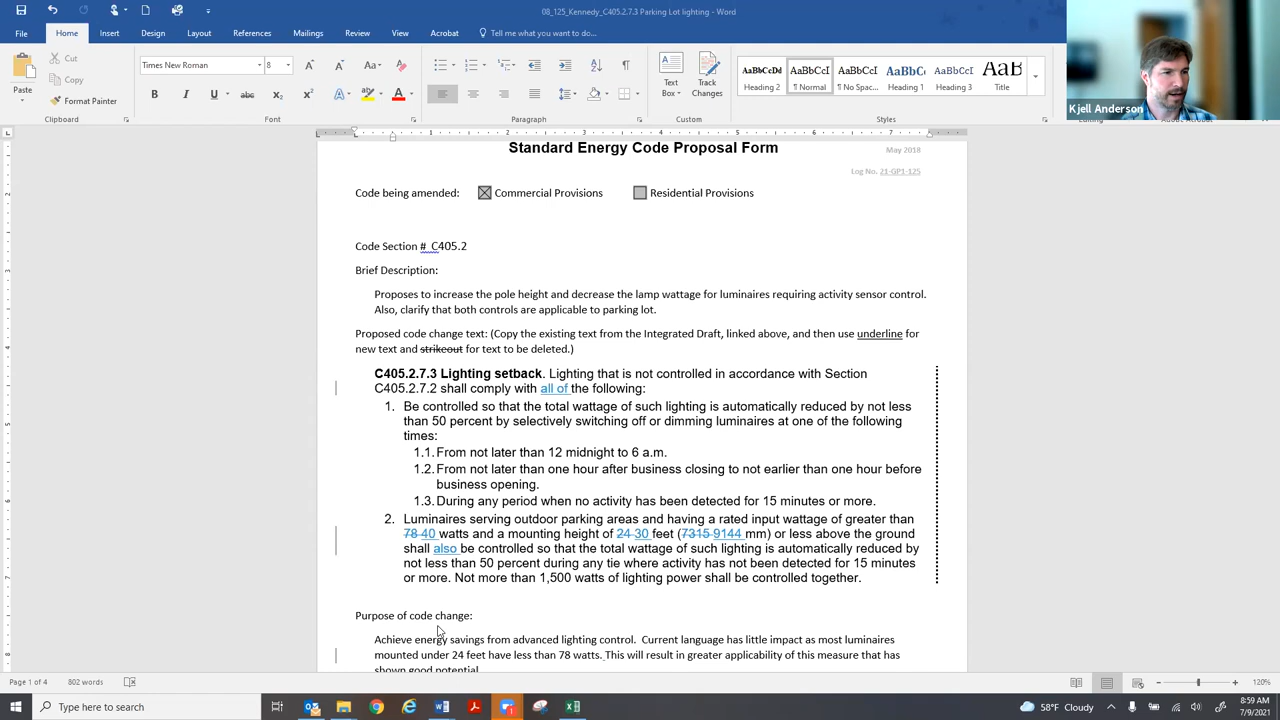 08_125_Kennedy_C405.2.7.3 Parking Lot lighting - Word
File Home Insert Design Layout References Mailings Review View Acrobat Tell me what you want to do...
Cut
Copy
Format Painter
Paste
Clipboard
Times New Roman 8
Font
Paragraph
Text Box
Track Changes
Custom
AaBbCcDd AaBbCcI AaBbCcI AaBbCc AaBbCcI AaB
Heading 2 ¶ Normal ¶ No Spac... Heading 1 Heading 3 Title
Styles
Kjell Anderson
Standard Energy Code Proposal Form
May 2018
Log No. 21-GP1-125
Code being amended: Commercial Provisions Residential Provisions
Code Section # C405.2
Brief Description:
Proposes to increase the pole height and decrease the lamp wattage for luminaires requiring activity sensor control.
Also, clarify that both controls are applicable to parking lot.
Proposed code change text: (Copy the existing text from the Integrated Draft, linked above, and then use underline for
new text and strikeout for text to be deleted.)
C405.2.7.3 Lighting setback. Lighting that is not controlled in accordance with Section
C405.2.7.2 shall comply with all of the following:
1. Be controlled so that the total wattage of such lighting is automatically reduced by not less
than 50 percent by selectively switching off or dimming luminaires at one of the following
times:
1.1. From not later than 12 midnight to 6 a.m.
1.2. From not later than one hour after business closing to not earlier than one hour before
business opening.
1.3. During any period when no activity has been detected for 15 minutes or more.
2. Luminaires serving outdoor parking areas and having a rated input wattage of greater than
78 40 watts and a mounting height of 24 30 feet (7315 9144 mm) or less above the ground
shall also be controlled so that the total wattage of such lighting is automatically reduced by
not less than 50 percent during any tie where activity has not been detected for 15 minutes
or more. Not more than 1,500 watts of lighting power shall be controlled together.
Purpose of code change:
Achieve energy savings from advanced lighting control. Current language has little impact as most luminaires
mounted under 24 feet have less than 78 watts. This will result in greater applicability of this measure that has
shown good potential.
Page 1 of 4 802 words 120%
Type here to search
58°F Cloudy
8:59 AM
7/9/2021